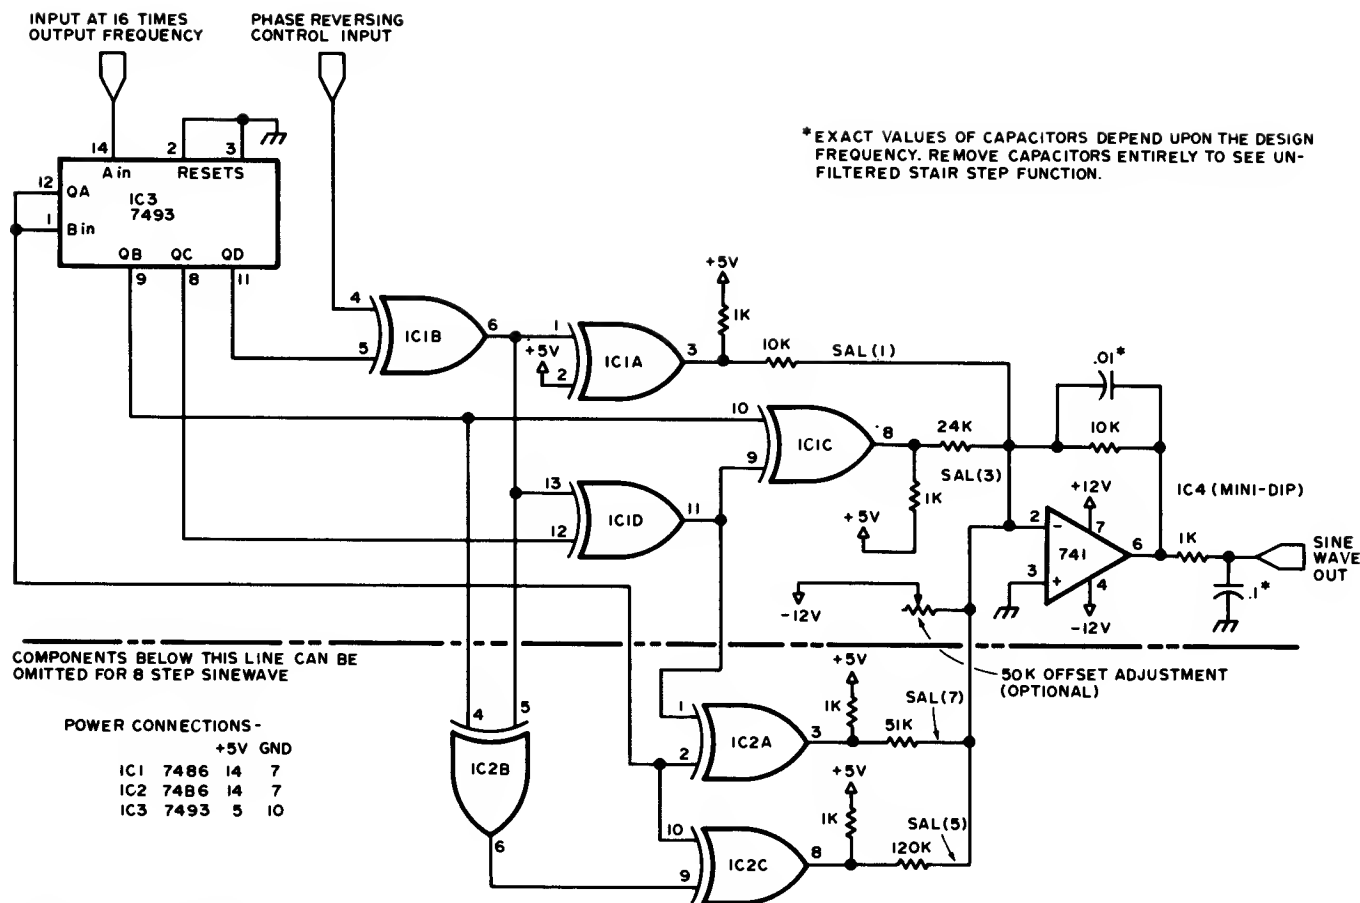 INPUT AT 16 TIMES
OUTPUT FREQUENCY
PHASE REVERSING
CONTROL INPUT
*EXACT VALUES OF CAPACITORS DEPEND UPON THE DESIGN
FREQUENCY. REMOVE CAPACITORS ENTIRELY TO SEE UN-
FILTERED STAIR STEP FUNCTION.
14 2 3
A in RESETS
12 QA
IC3
7493
1 B in
QB QC QD
9 8 11
4
5
IC1B
6
1
+5V
2
IC1A
3
+5V
1K
10K
SAL(1)
.01*
10K
10
9
IC1C
8
24K
SAL(3)
1K
+5V
13
12
IC1D
11
+12V
7
2 -
741
3 +
6
4
-12V
IC4 (MINI-DIP)
1K
SINE
WAVE
OUT
.1*
-12V
COMPONENTS BELOW THIS LINE CAN BE
OMITTED FOR 8 STEP SINEWAVE
50K OFFSET ADJUSTMENT
(OPTIONAL)
POWER CONNECTIONS-
+5V GND
IC1 7486 14 7
IC2 7486 14 7
IC3 7493 5 10
4 5
IC2B
6
1
2
IC2A
3
+5V
1K
51K
SAL(7)
10
9
IC2C
8
+5V
1K
120K
SAL(5)